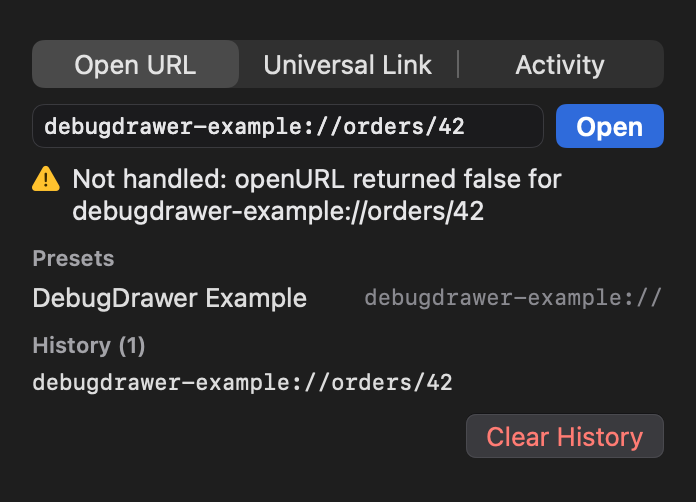 Open URL Universal Link Activity
debugdrawer-example://orders/42 Open
Not handled: openURL returned false for
debugdrawer-example://orders/42
Presets
DebugDrawer Example debugdrawer-example://
History (1)
debugdrawer-example://orders/42
Clear History